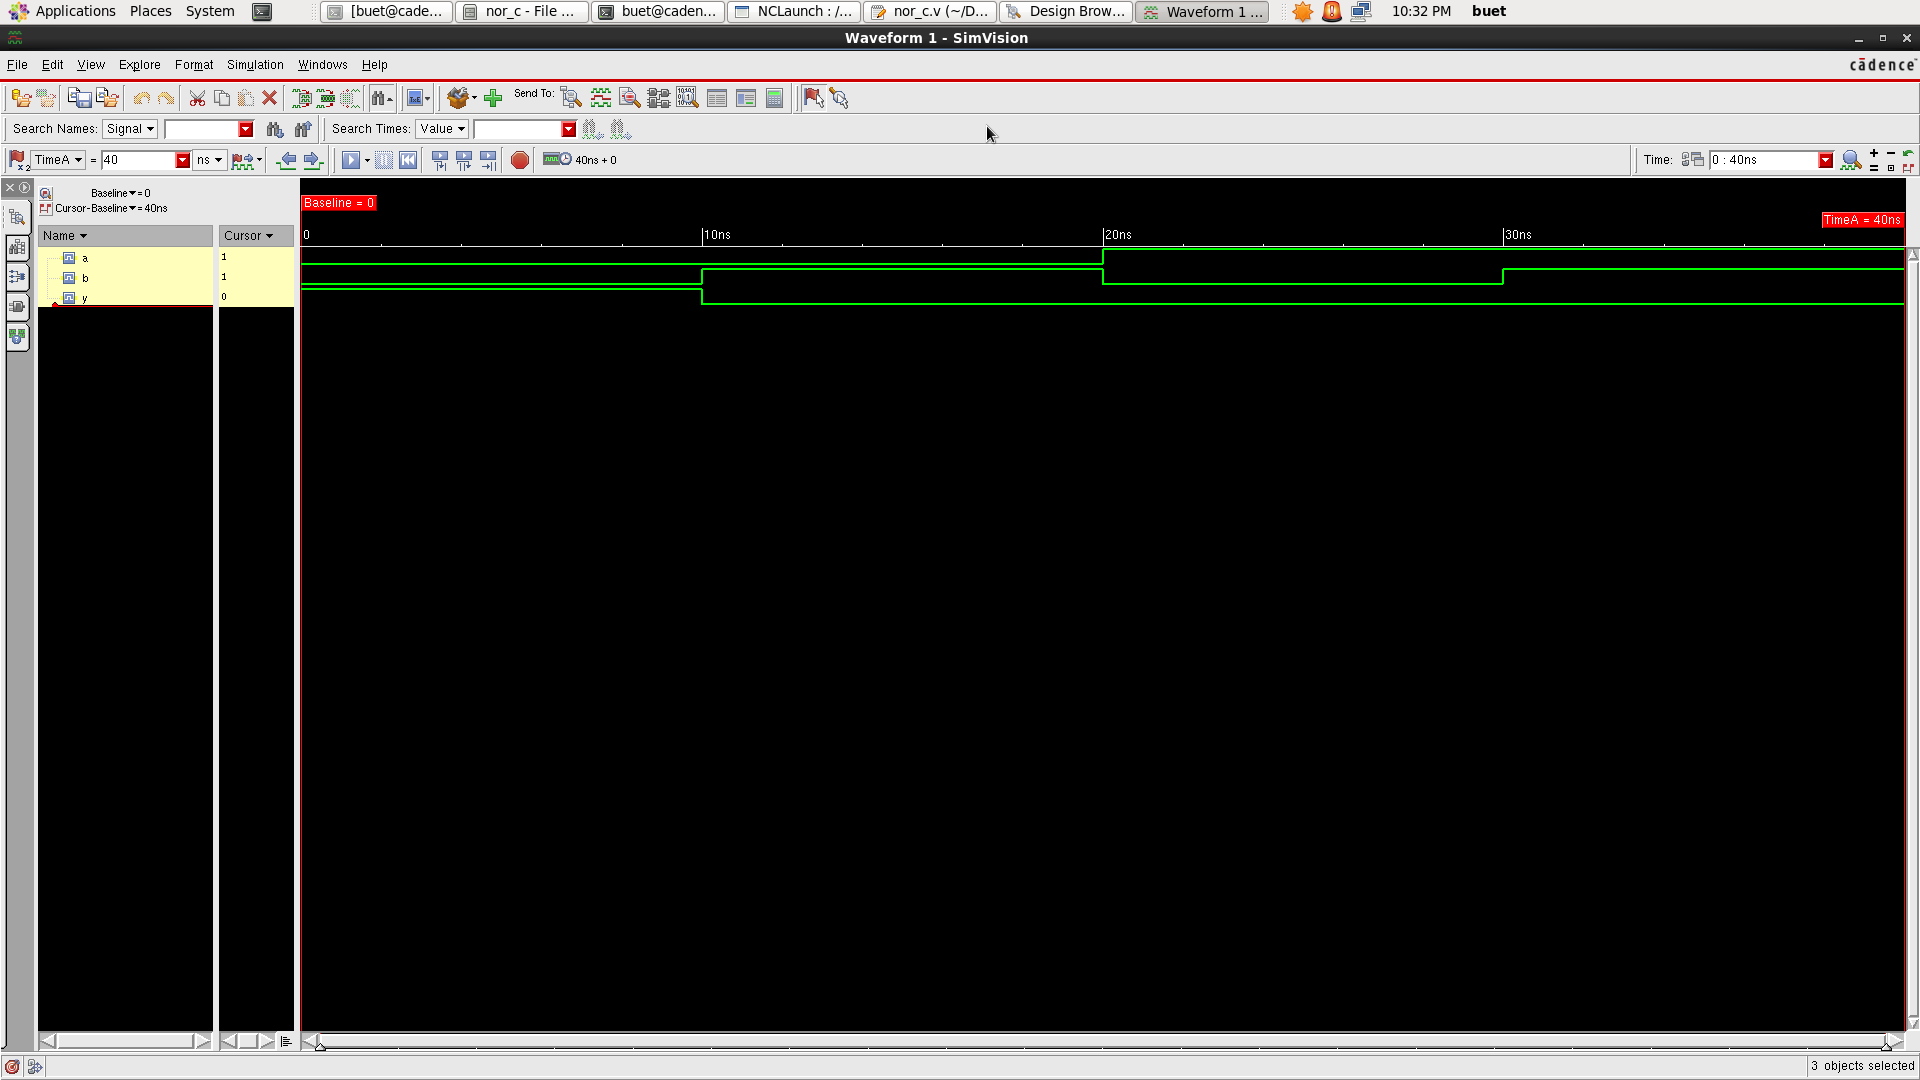 Applications Places System [buet@cade... nor_c - File ... buet@caden... NCLaunch : /... nor_c.v (~/D... Design Brow... Waveform 1 ... 10:32 PM buet
Waveform 1 - SimVision
File Edit View Explore Format Simulation Windows Help cādence
Send To:
Search Names: Signal Search Times: Value
TimeA = 40 ns 40ns + 0 Time: 0 : 40ns
Baseline = 0
Cursor-Baseline = 40ns
Baseline = 0
TimeA = 40ns
Name Cursor 0 10ns 20ns 30ns
a 1
b 1
y 0
3 objects selected